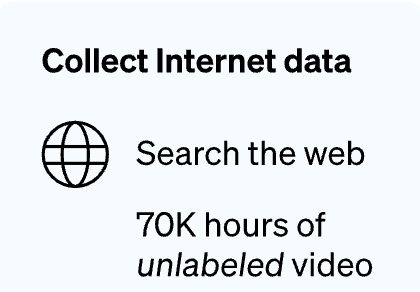 Collect Internet data
Search the web
70K hours of
unlabeled video